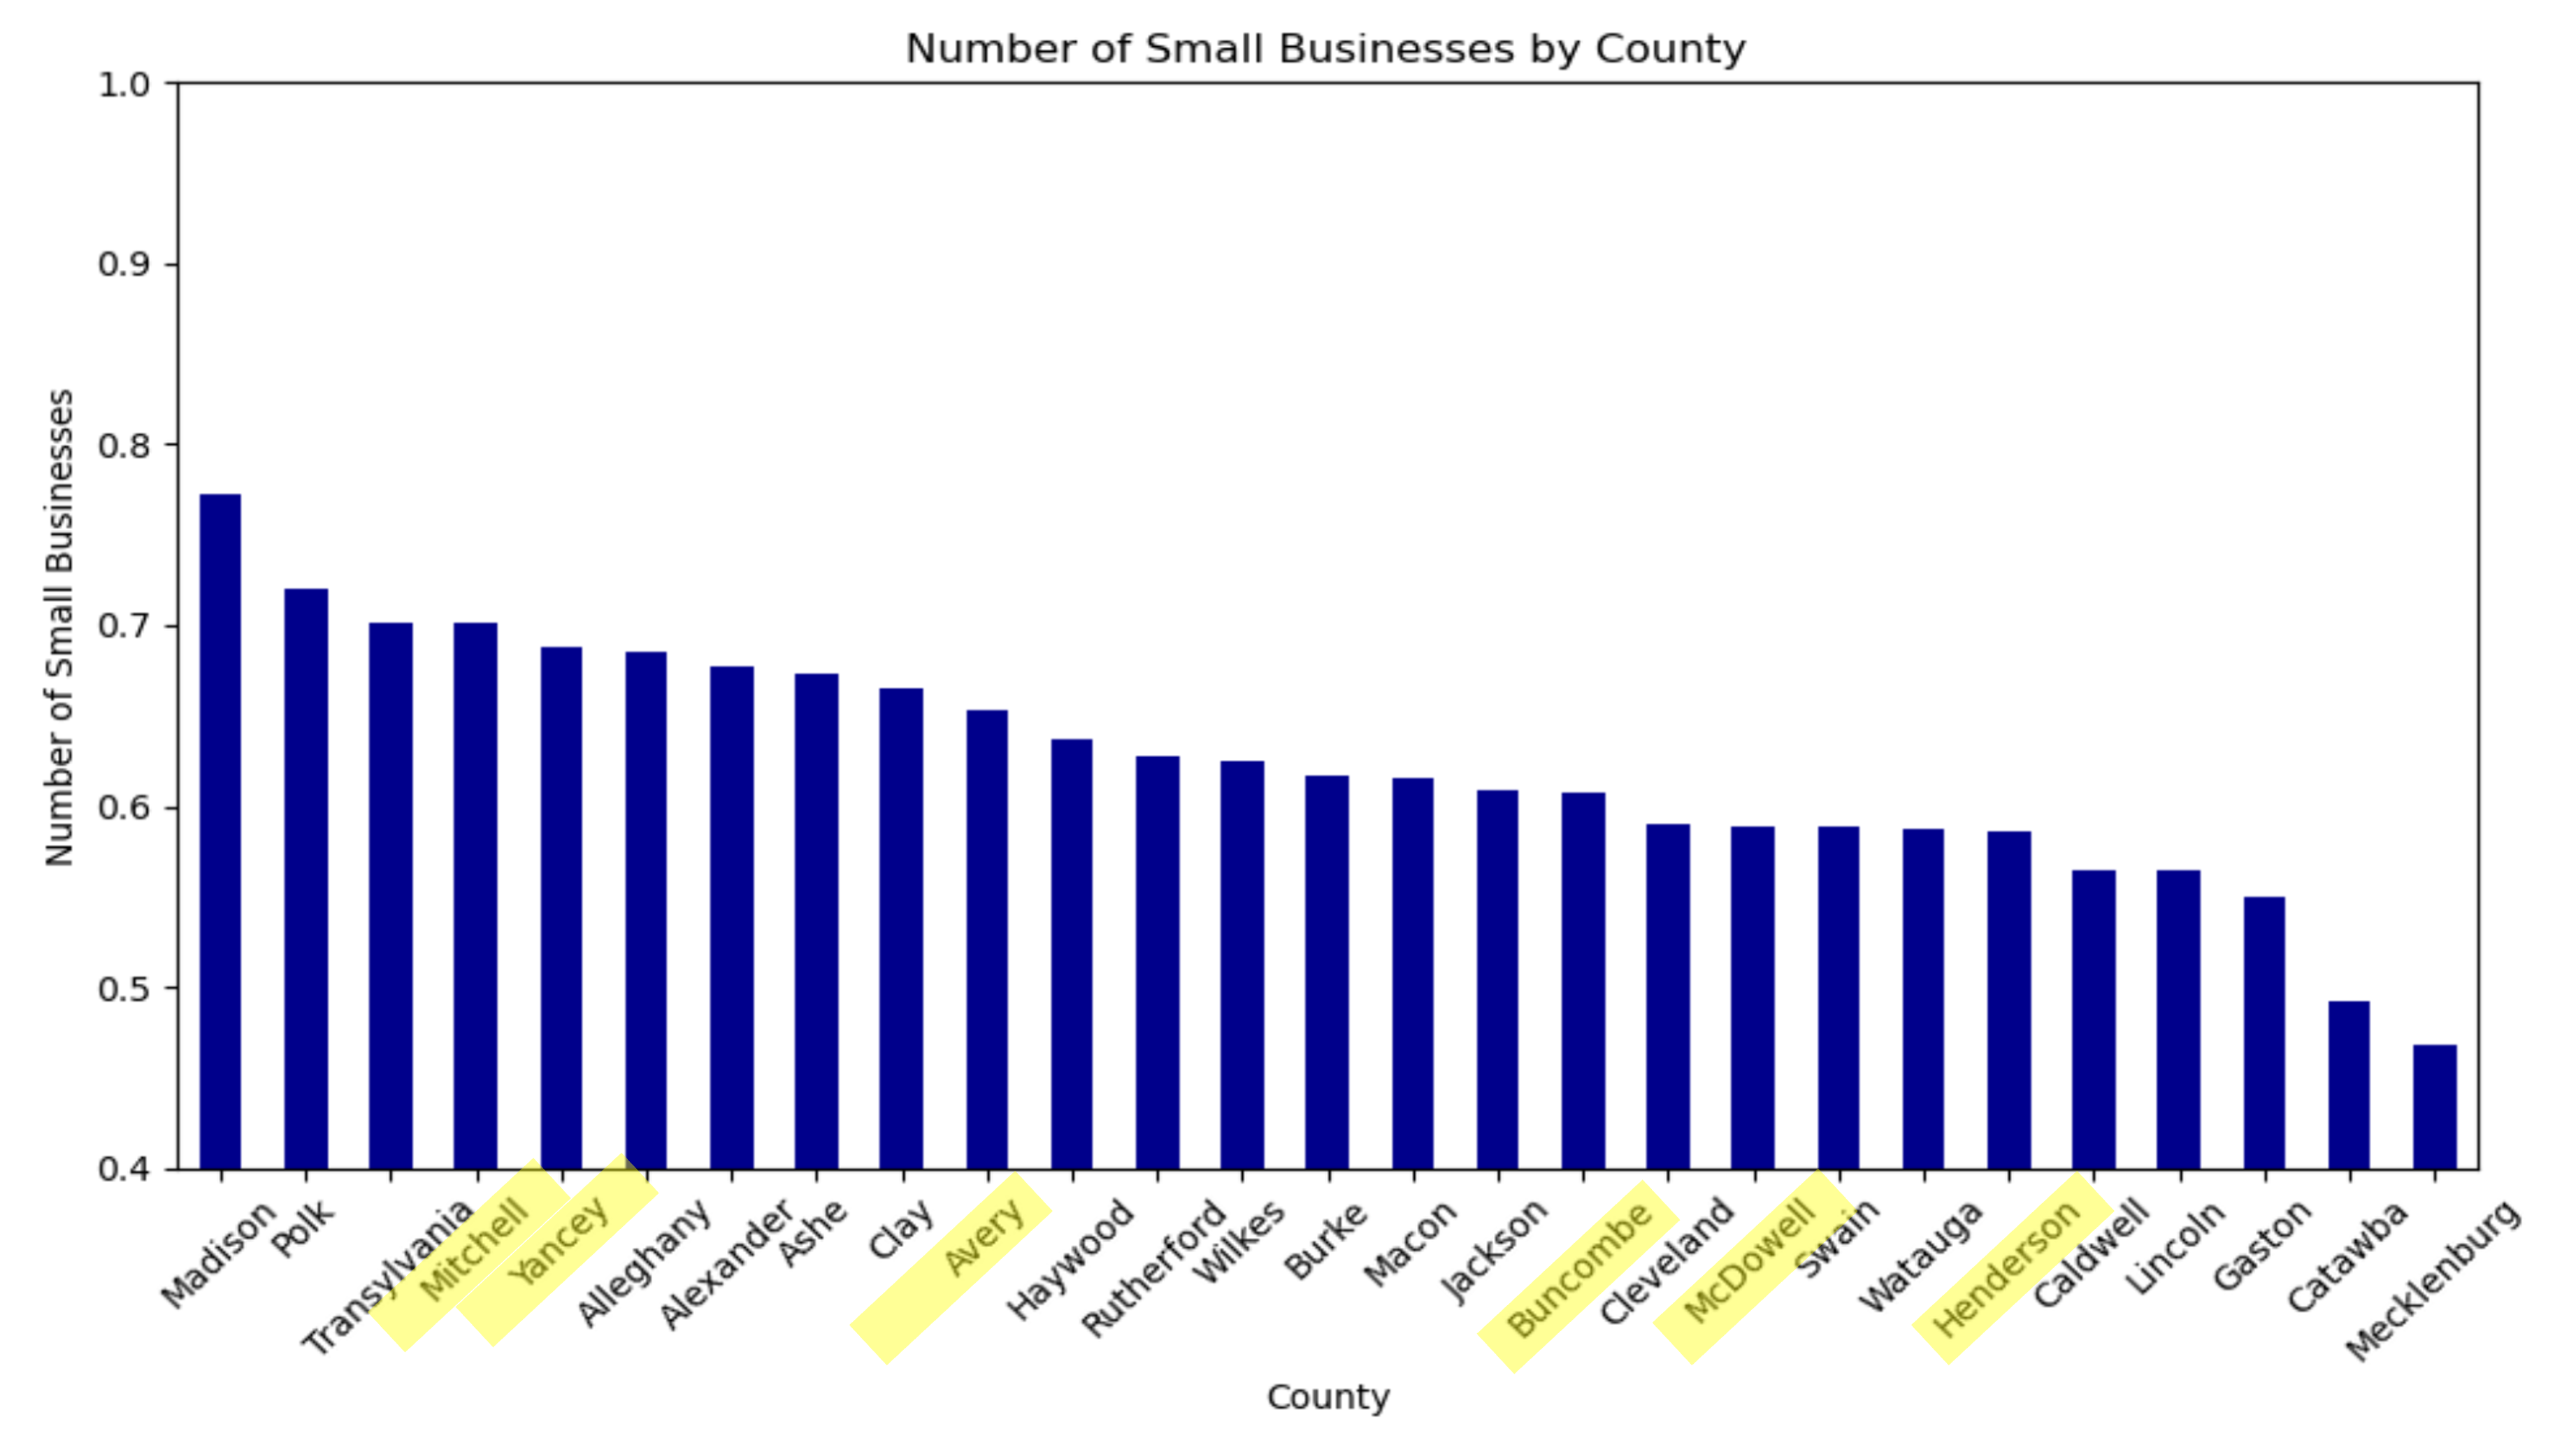 Number of Small Businesses by County
Number of Small Businesses
1.0
0.9
0.8
0.7
0.6
0.5
0.4
Madison
Polk
Transylvania
Mitchell
Yancey
Alleghany
Alexander
Ashe
Clay
Avery
Haywood
Rutherford
Wilkes
Burke
Macon
Jackson
Buncombe
Cleveland
McDowell
Swain
Watauga
Henderson
Caldwell
Lincoln
Gaston
Catawba
Mecklenburg
County